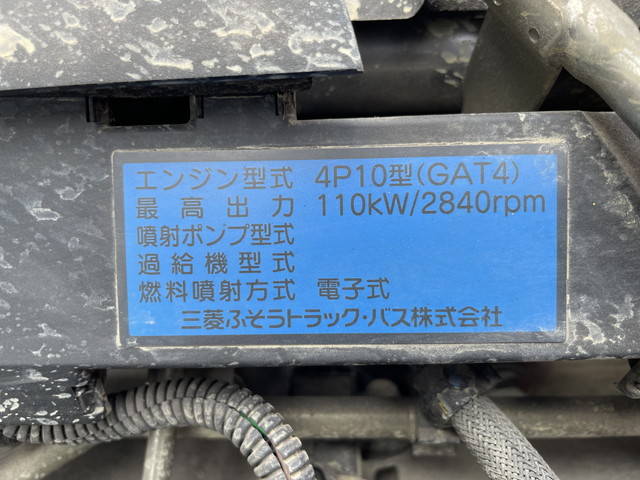 エンジン型式 4P10型(GAT4)
最高出力 110kW/2840rpm
噴射ポンプ型式
過給機型式
燃料噴射方式 電子式
三菱ふそうトラック・バス株式会社